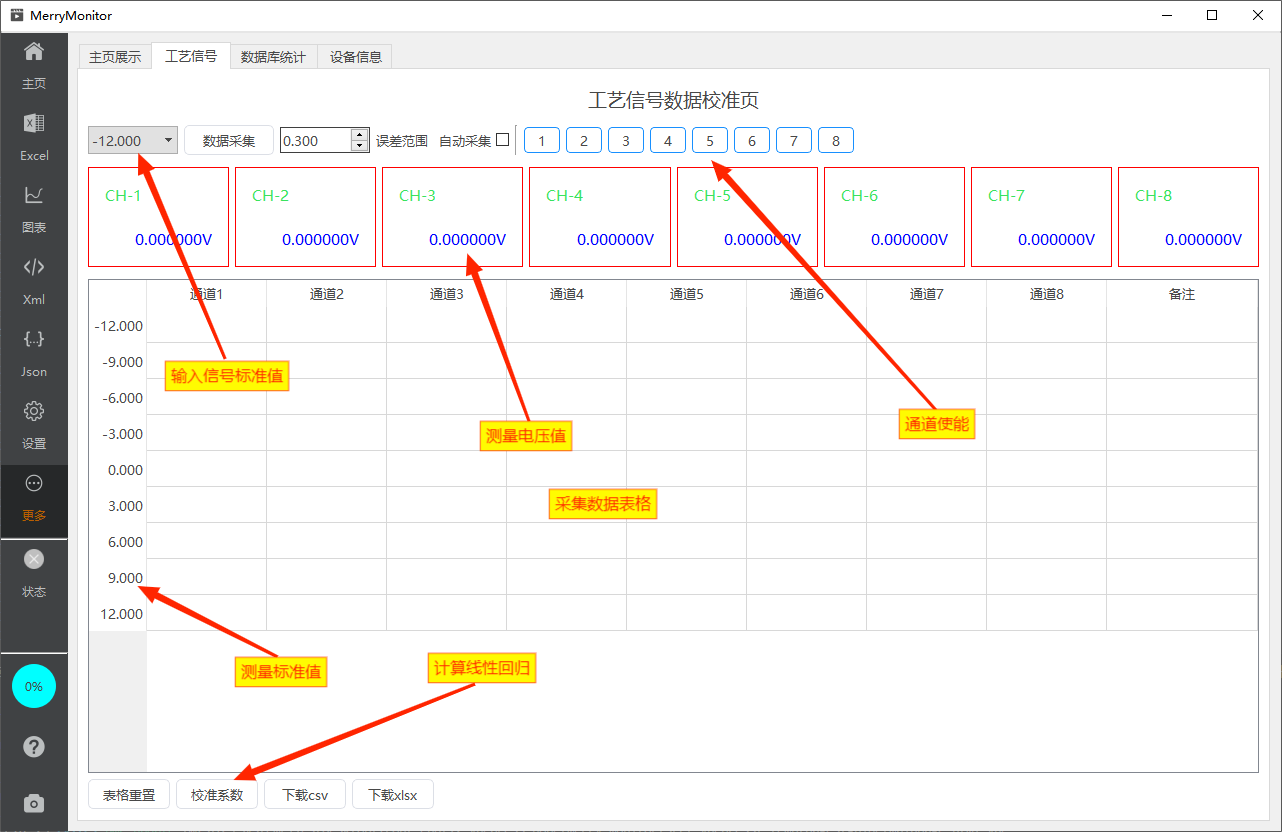 MerryMonitor
主页
Excel
图表
Xml
Json
设置
更多
状态
0%
主页展示 工艺信号 数据库统计 设备信息
工艺信号数据校准页
-12.000 数据采集 0.300 误差范围 自动采集 1 2 3 4 5 6 7 8
CH-1 CH-2 CH-3 CH-4 CH-5 CH-6 CH-7 CH-8
0.000000V 0.000000V 0.000000V 0.000000V 0.000000V 0.000000V 0.000000V 0.000000V
通道1 通道2 通道3 通道4 通道5 通道6 通道7 通道8 备注
-12.000
-9.000
输入信号标准值
-6.000
通道使能
-3.000
测量电压值
0.000
采集数据表格
3.000
6.000
9.000
12.000
测量标准值
计算线性回归
表格重置 校准系数 下载csv 下载xlsx